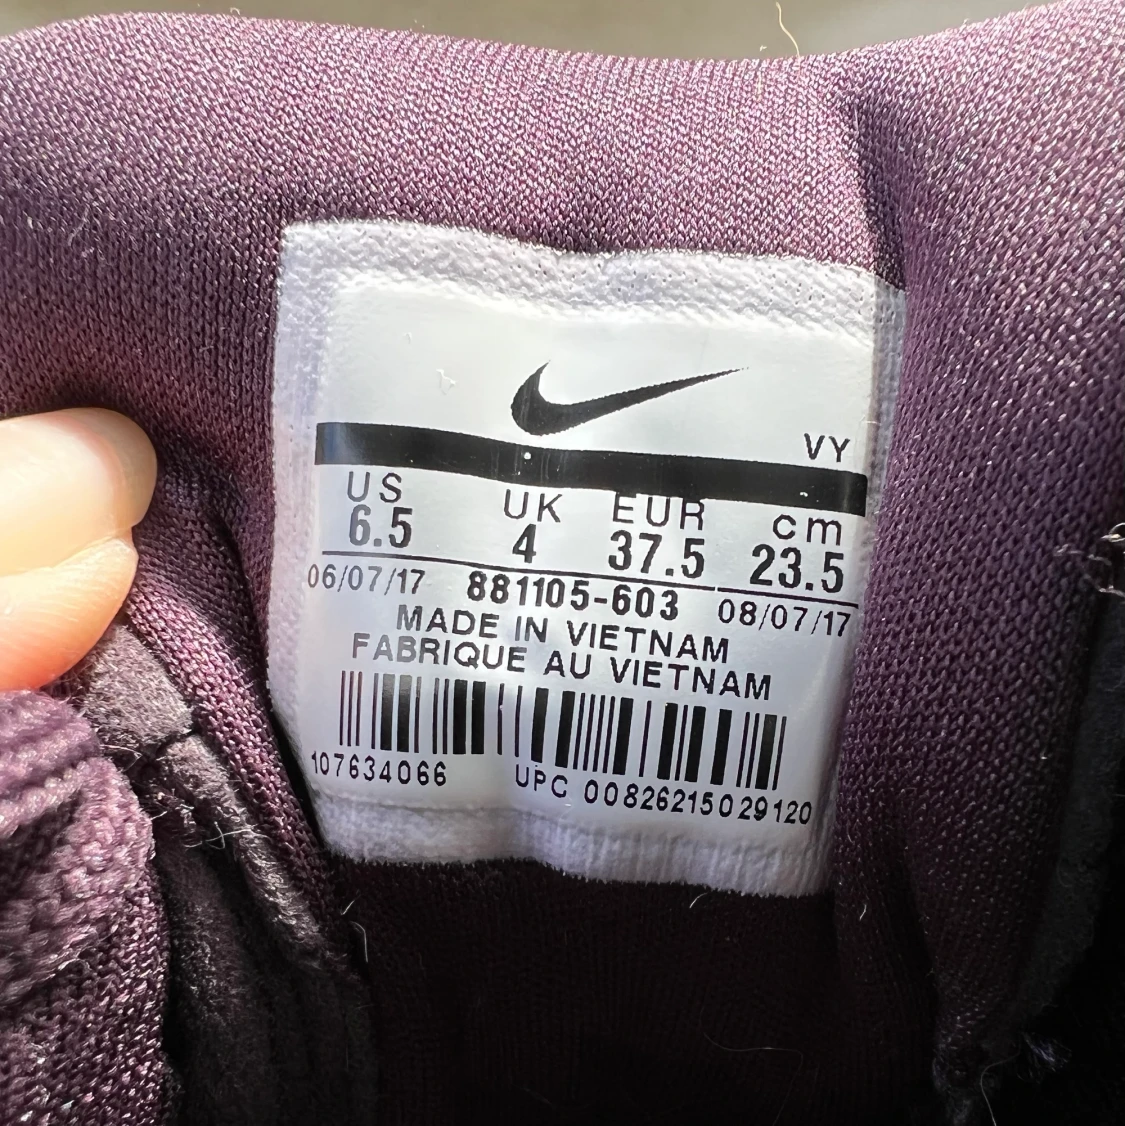 VY
US UK EUR cm
6.5 4 37.5 23.5
06/07/17 881105-603 08/07/17
MADE IN VIETNAM
FABRIQUE AU VIETNAM
107634066 UPC 00826215029120